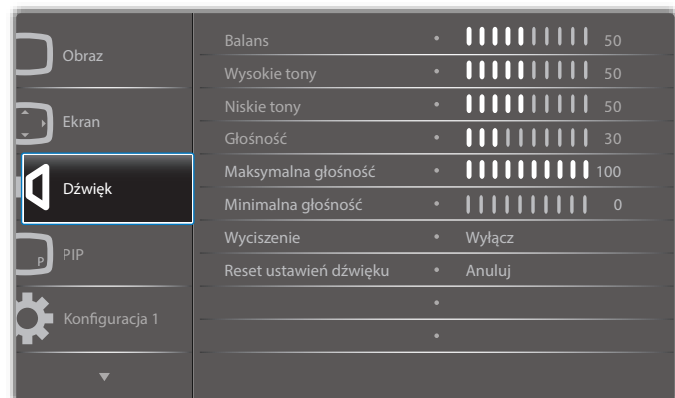 Obraz
Ekran
Dźwięk
P
PIP
Konfiguracja 1
Balans • 50
Wysokie tony • 50
Niskie tony • 50
Głośność • 30
Maksymalna głośność • 100
Minimalna głośność • 0
Wyciszenie • Wyłącz
Reset ustawień dźwięku • Anuluj